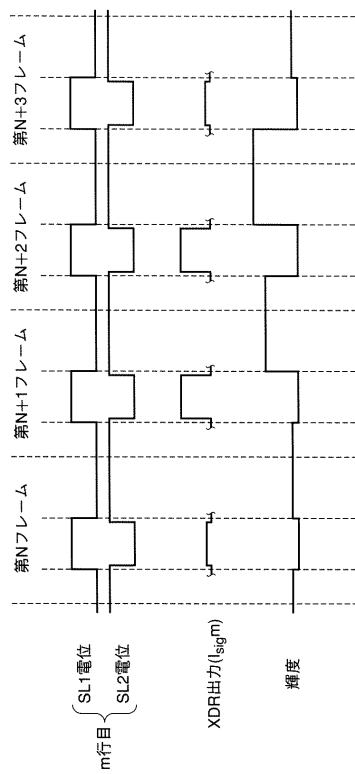 第Nフレーム
第N+1フレーム
第N+2フレーム
第N+3フレーム
m行目
SL1電位
SL2電位
XDR出力(Isigm)
輝度